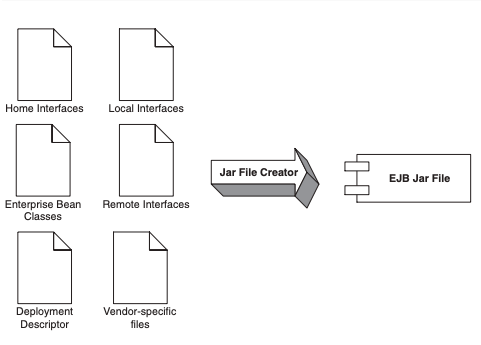 Home Interfaces
Local Interfaces
Jar File Creator
EJB Jar File
Enterprise Bean
Classes
Remote Interfaces
Deployment
Descriptor
Vendor-specific
files